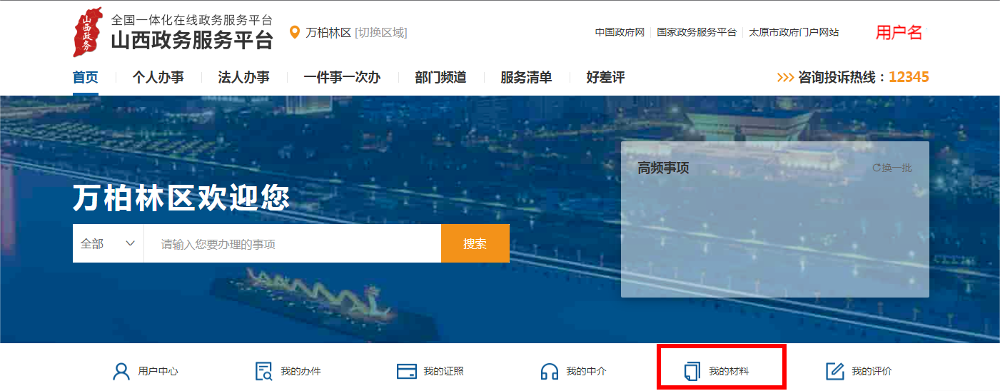 山西政务
全国一体化在线政务服务平台
山西政务服务平台
万柏林区 [切换区域]
中国政府网 国家政务服务平台 太原市政府门户网站
用户名
首页 个人办事 法人办事 一件事一次办 部门频道 服务清单 好差评
咨询投诉热线：12345
高频事项 换一批
万柏林区欢迎您
全部 请输入您要办理的事项 搜索
用户中心 我的办件 我的证照 我的中介 我的材料 我的评价